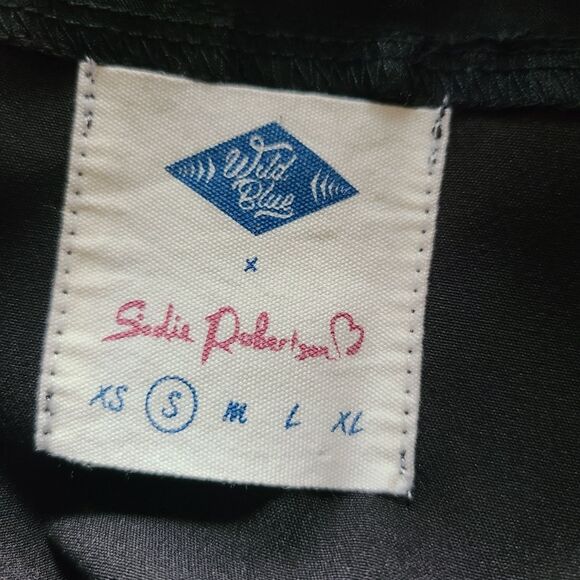 Wild
Blue
x
Sadie Robertson
XS S M L XL